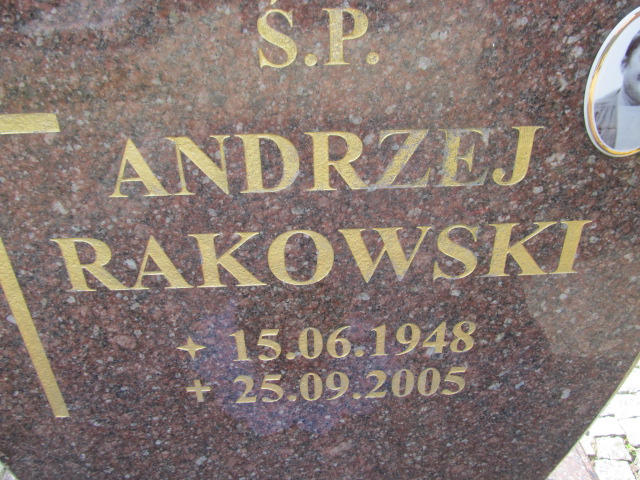 Ś.P.
ANDRZEJ
RAKOWSKI
✦ 15.06.1948
+ 25.09.2005